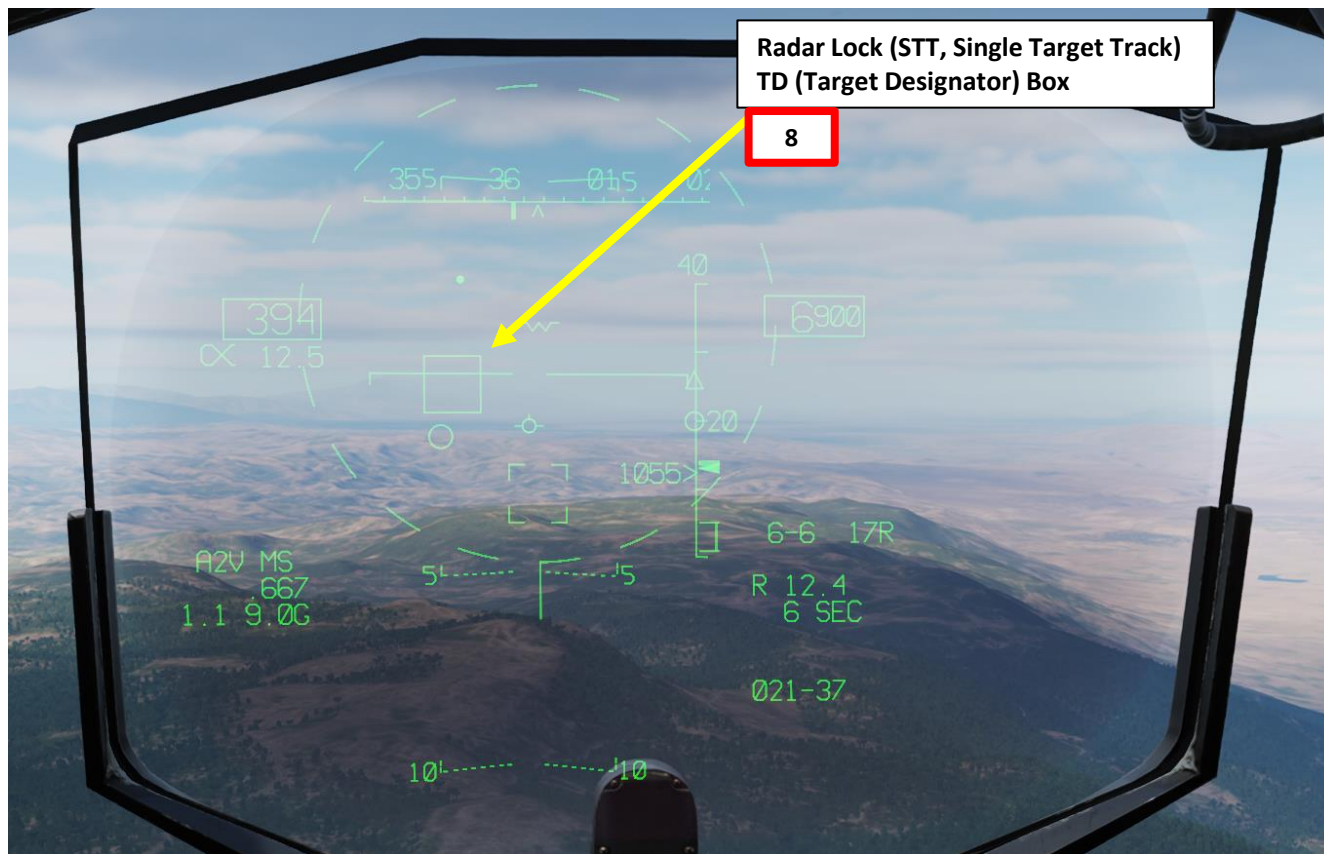 Radar Lock (STT, Single Target Track)
TD (Target Designator) Box
8
355 36 015
40
394
6900
α 12.5
20
1055>
6-6 17R
A2V MS
.667
1.1 9.0G
5 5
R 12.4
6 SEC
021-37
10 10